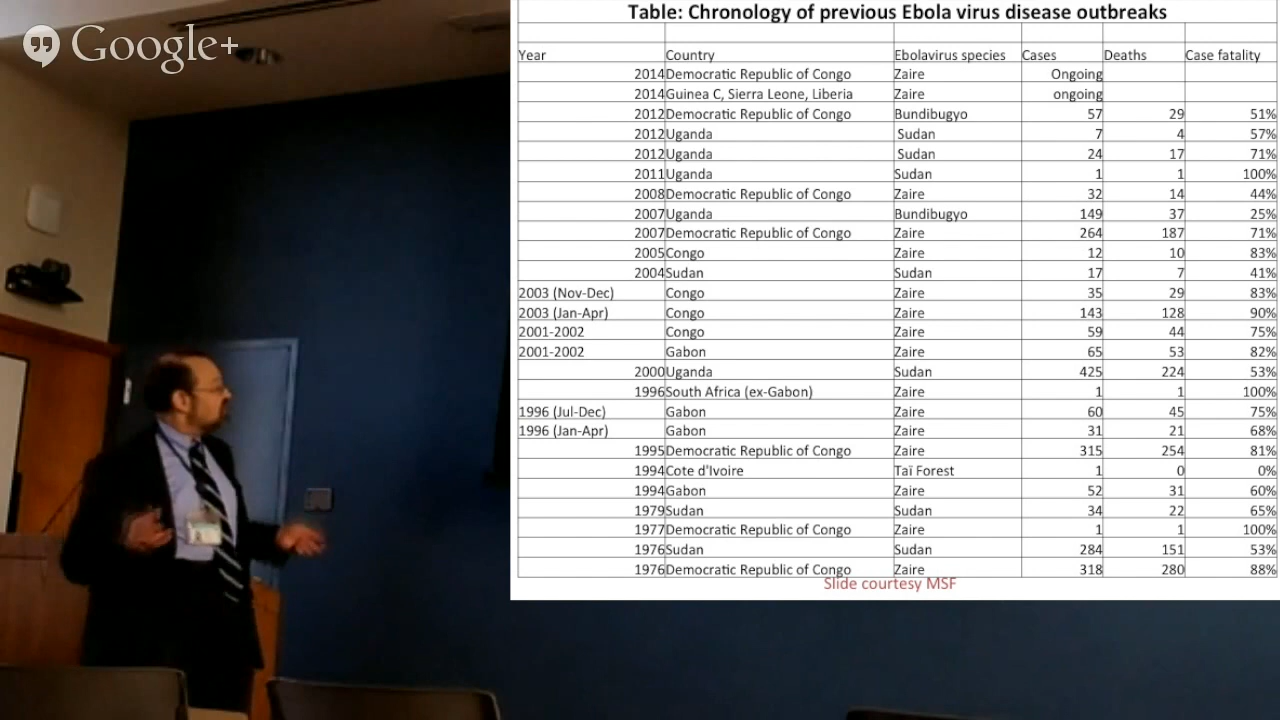 Google+
Table: Chronology of previous Ebola virus disease outbreaks
Year Country Ebolavirus species Cases Deaths Case fatality
2014 Democratic Republic of Congo Zaire Ongoing
2014 Guinea C, Sierra Leone, Liberia Zaire ongoing
2012 Democratic Republic of Congo Bundibugyo 57 29 51%
2012 Uganda Sudan 7 4 57%
2012 Uganda Sudan 24 17 71%
2011 Uganda Sudan 1 1 100%
2008 Democratic Republic of Congo Zaire 32 14 44%
2007 Uganda Bundibugyo 149 37 25%
2007 Democratic Republic of Congo Zaire 264 187 71%
2005 Congo Zaire 12 10 83%
2004 Sudan Sudan 17 7 41%
2003 (Nov-Dec) Congo Zaire 35 29 83%
2003 (Jan-Apr) Congo Zaire 143 128 90%
2001-2002 Congo Zaire 59 44 75%
2001-2002 Gabon Zaire 65 53 82%
2000 Uganda Sudan 425 224 53%
1996 South Africa (ex-Gabon) Zaire 1 1 100%
1996 (Jul-Dec) Gabon Zaire 60 45 75%
1996 (Jan-Apr) Gabon Zaire 31 21 68%
1995 Democratic Republic of Congo Zaire 315 254 81%
1994 Cote d'Ivoire Taï Forest 1 0 0%
1994 Gabon Zaire 52 31 60%
1979 Sudan Sudan 34 22 65%
1977 Democratic Republic of Congo Zaire 1 1 100%
1976 Sudan Sudan 284 151 53%
1976 Democratic Republic of Congo Zaire 318 280 88%
Slide courtesy MSF